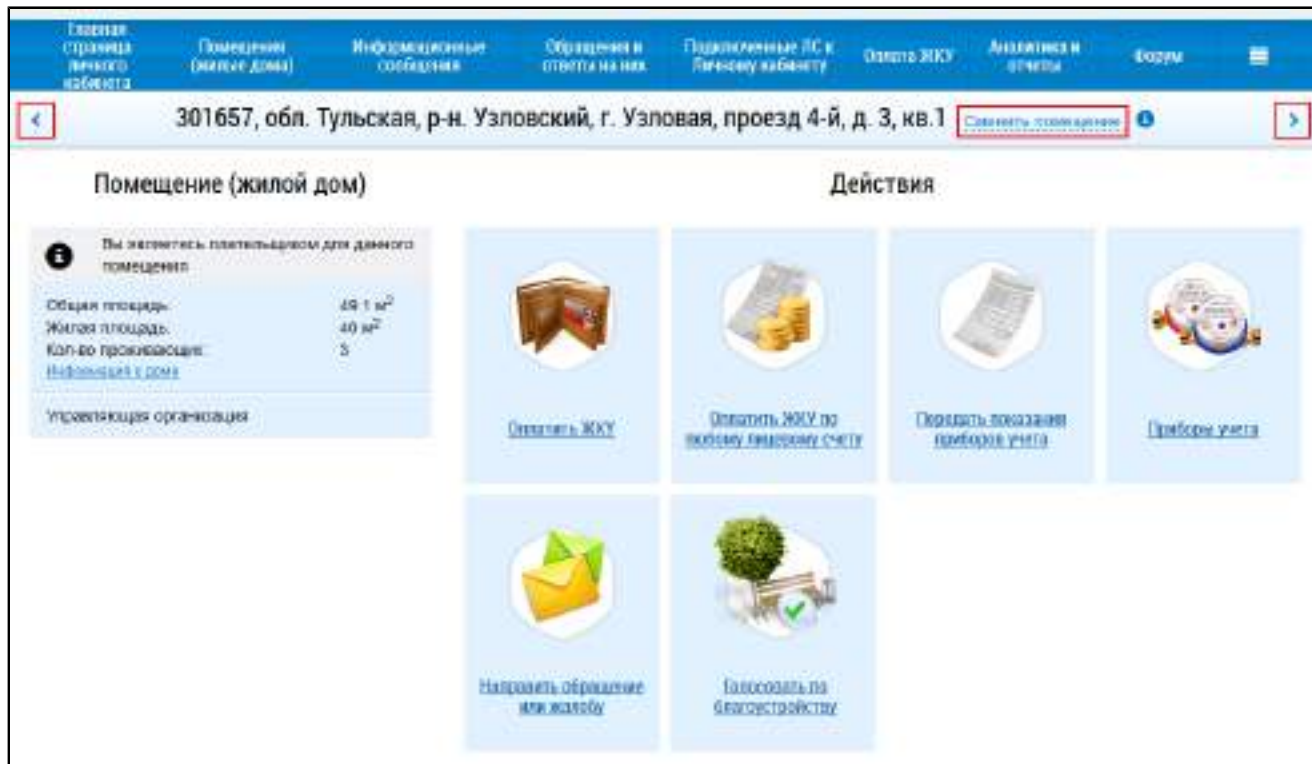 Главная
страница
личного
кабинета
Помещения
(жилые дома)
Информационные
сообщения
Обращения и
ответы на них
Подключенные ЛС к
Личному кабинету
Оплата ЖКУ
Аналитика и
отчеты
Форум
301657, обл. Тульская, р-н. Узловский, г. Узловая, проезд 4-й, д. 3, кв.1 Сменить помещение
Помещение (жилой дом)
Действия
Вы являетесь плательщиком для данного
помещения
Общая площадь: 49.1 м²
Жилая площадь: 40 м²
Кол-во проживающих: 3
Информация о доме
Управляющая организация
Оплатить ЖКУ
Оплатить ЖКУ по
любому лицевому счету
Передать показания
приборов учета
Приборы учета
Направить обращение
или жалобу
Голосовать по
благоустройству